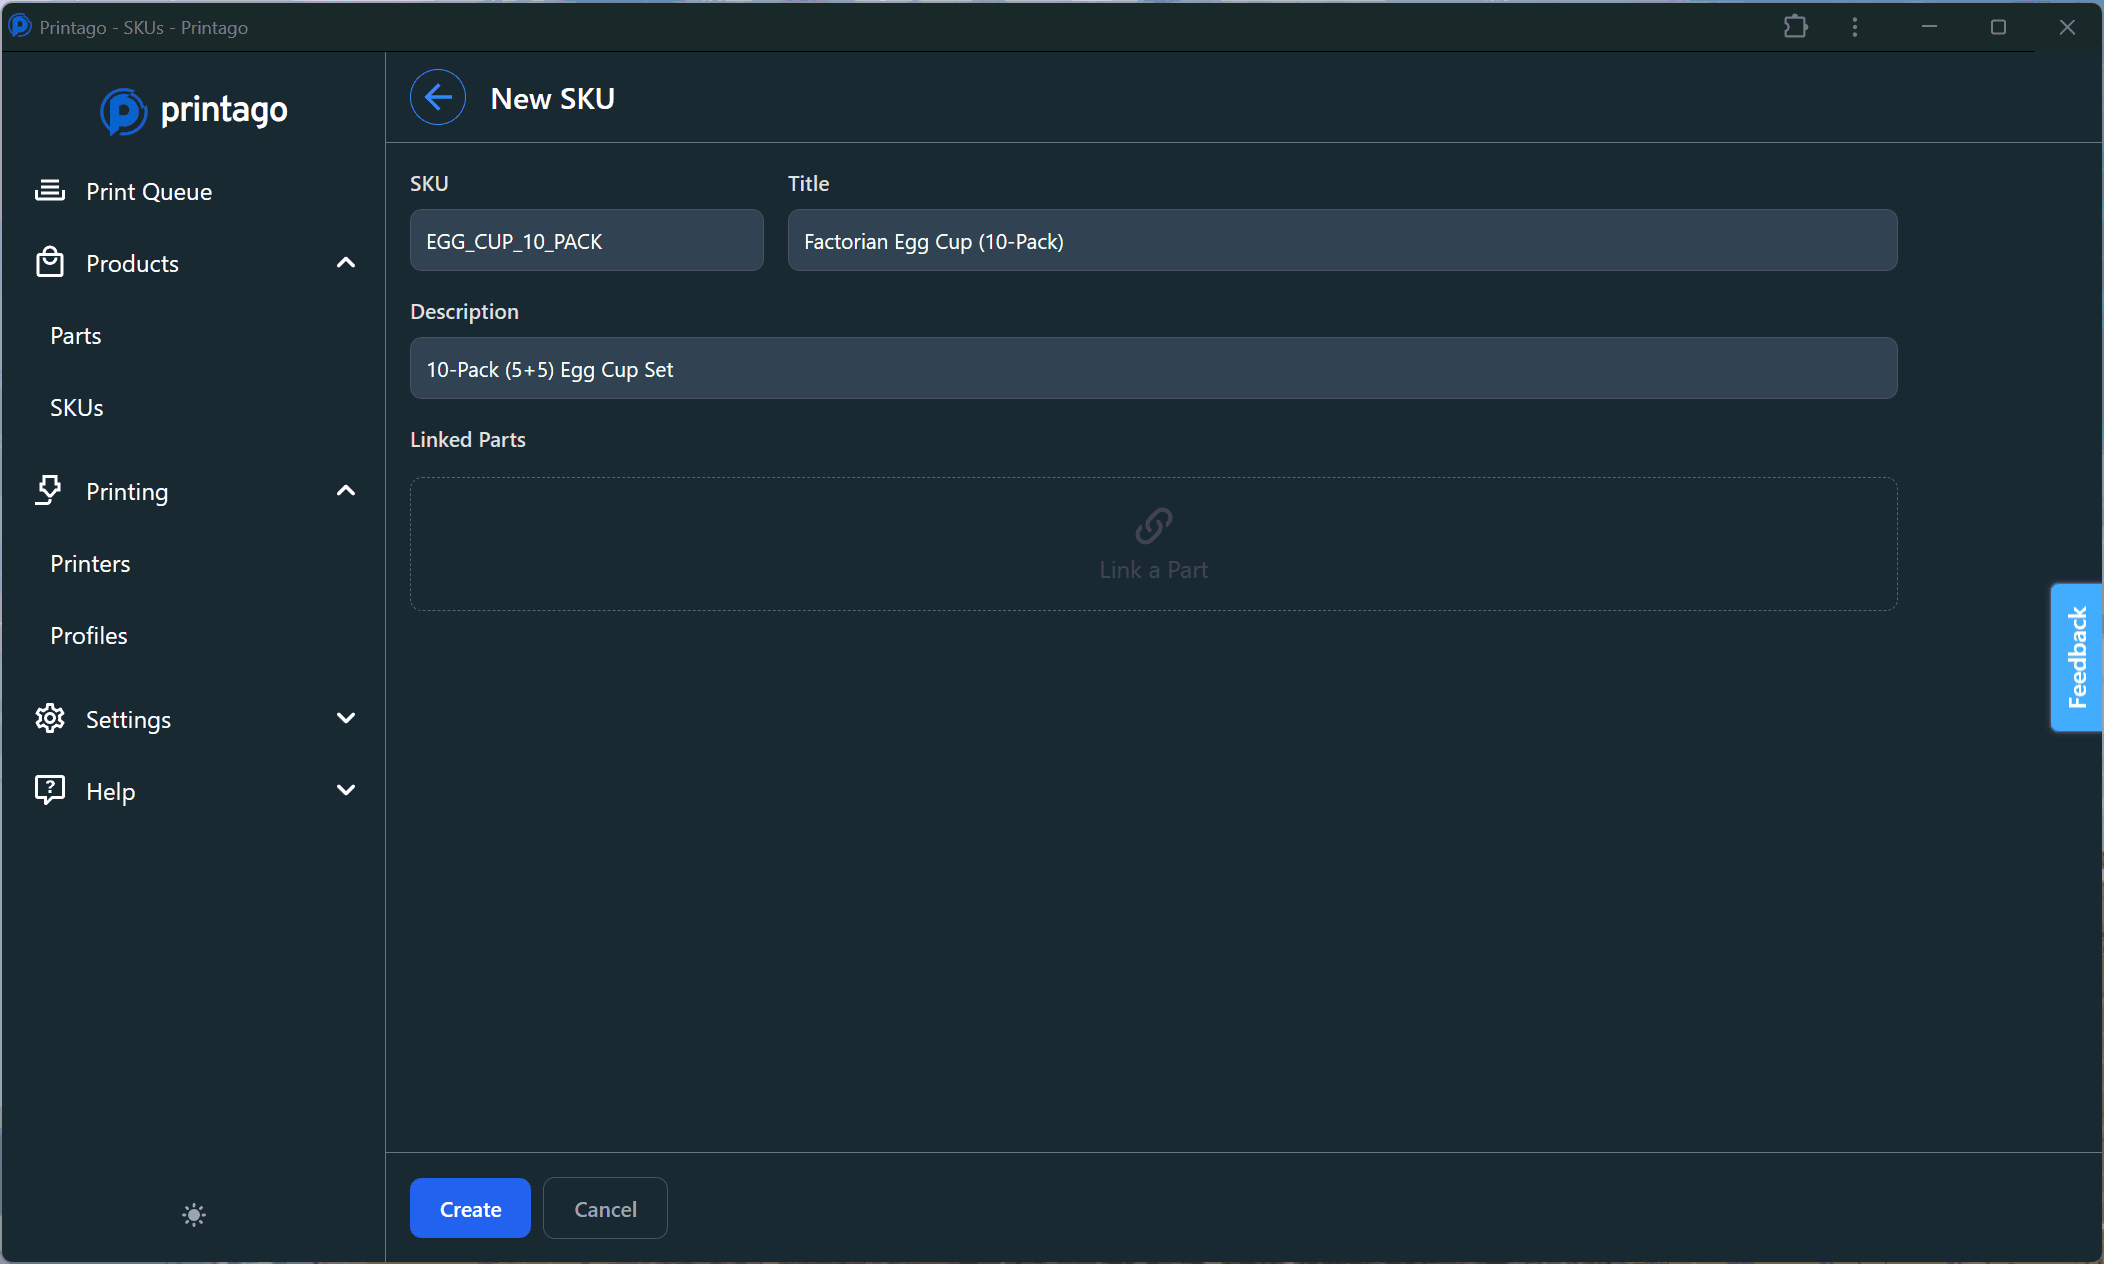 Printago - SKUs - Printago
printago
Print Queue
Products
Parts
SKUs
Printing
Printers
Profiles
Settings
Help
New SKU
SKU
Title
EGG_CUP_10_PACK
Factorian Egg Cup (10-Pack)
Description
10-Pack (5+5) Egg Cup Set
Linked Parts
Link a Part
Feedback
Create
Cancel